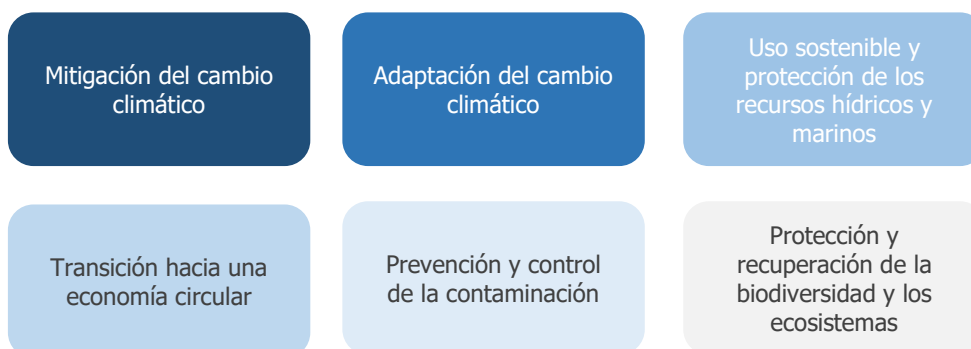 Mitigación del cambio
climático
Adaptación del cambio
climático
Uso sostenible y
protección de los
recursos hídricos y
marinos
Transición hacia una
economía circular
Prevención y control
de la contaminación
Protección y
recuperación de la
biodiversidad y los
ecosistemas